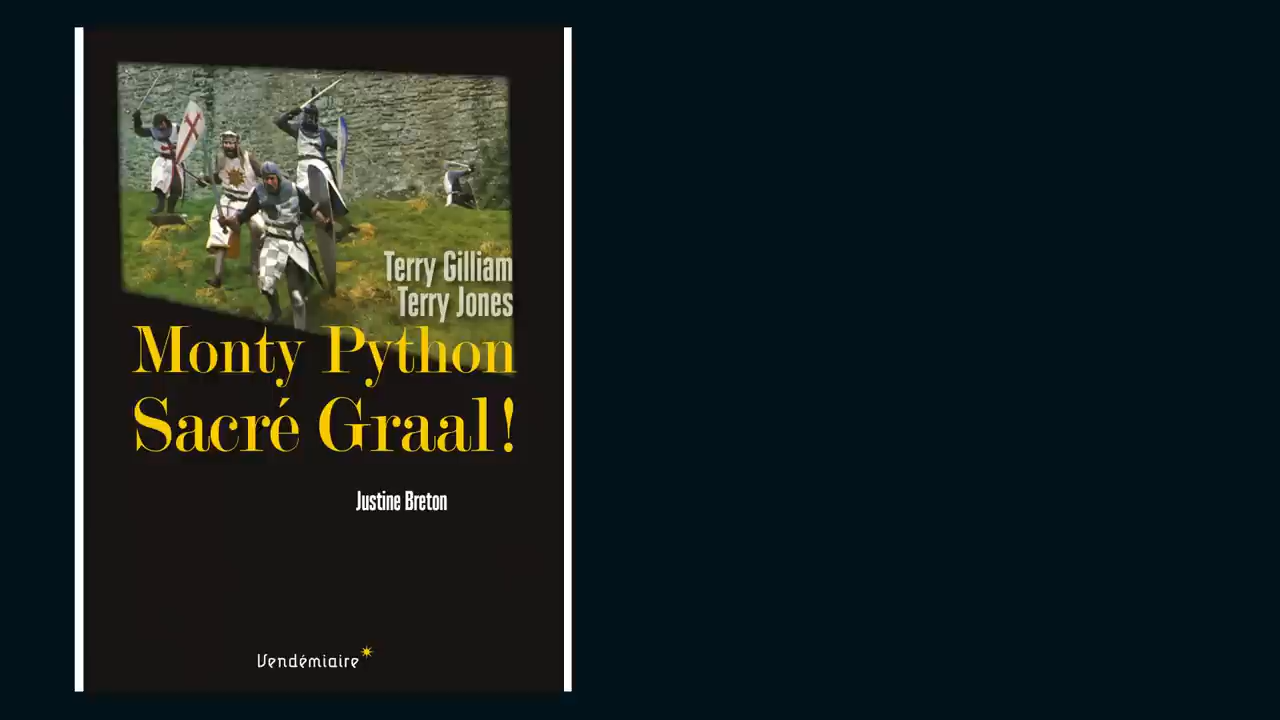 Terry Gilliam
Terry Jones
Monty Python
Sacré Graal !
Justine Breton
Vendémiaire